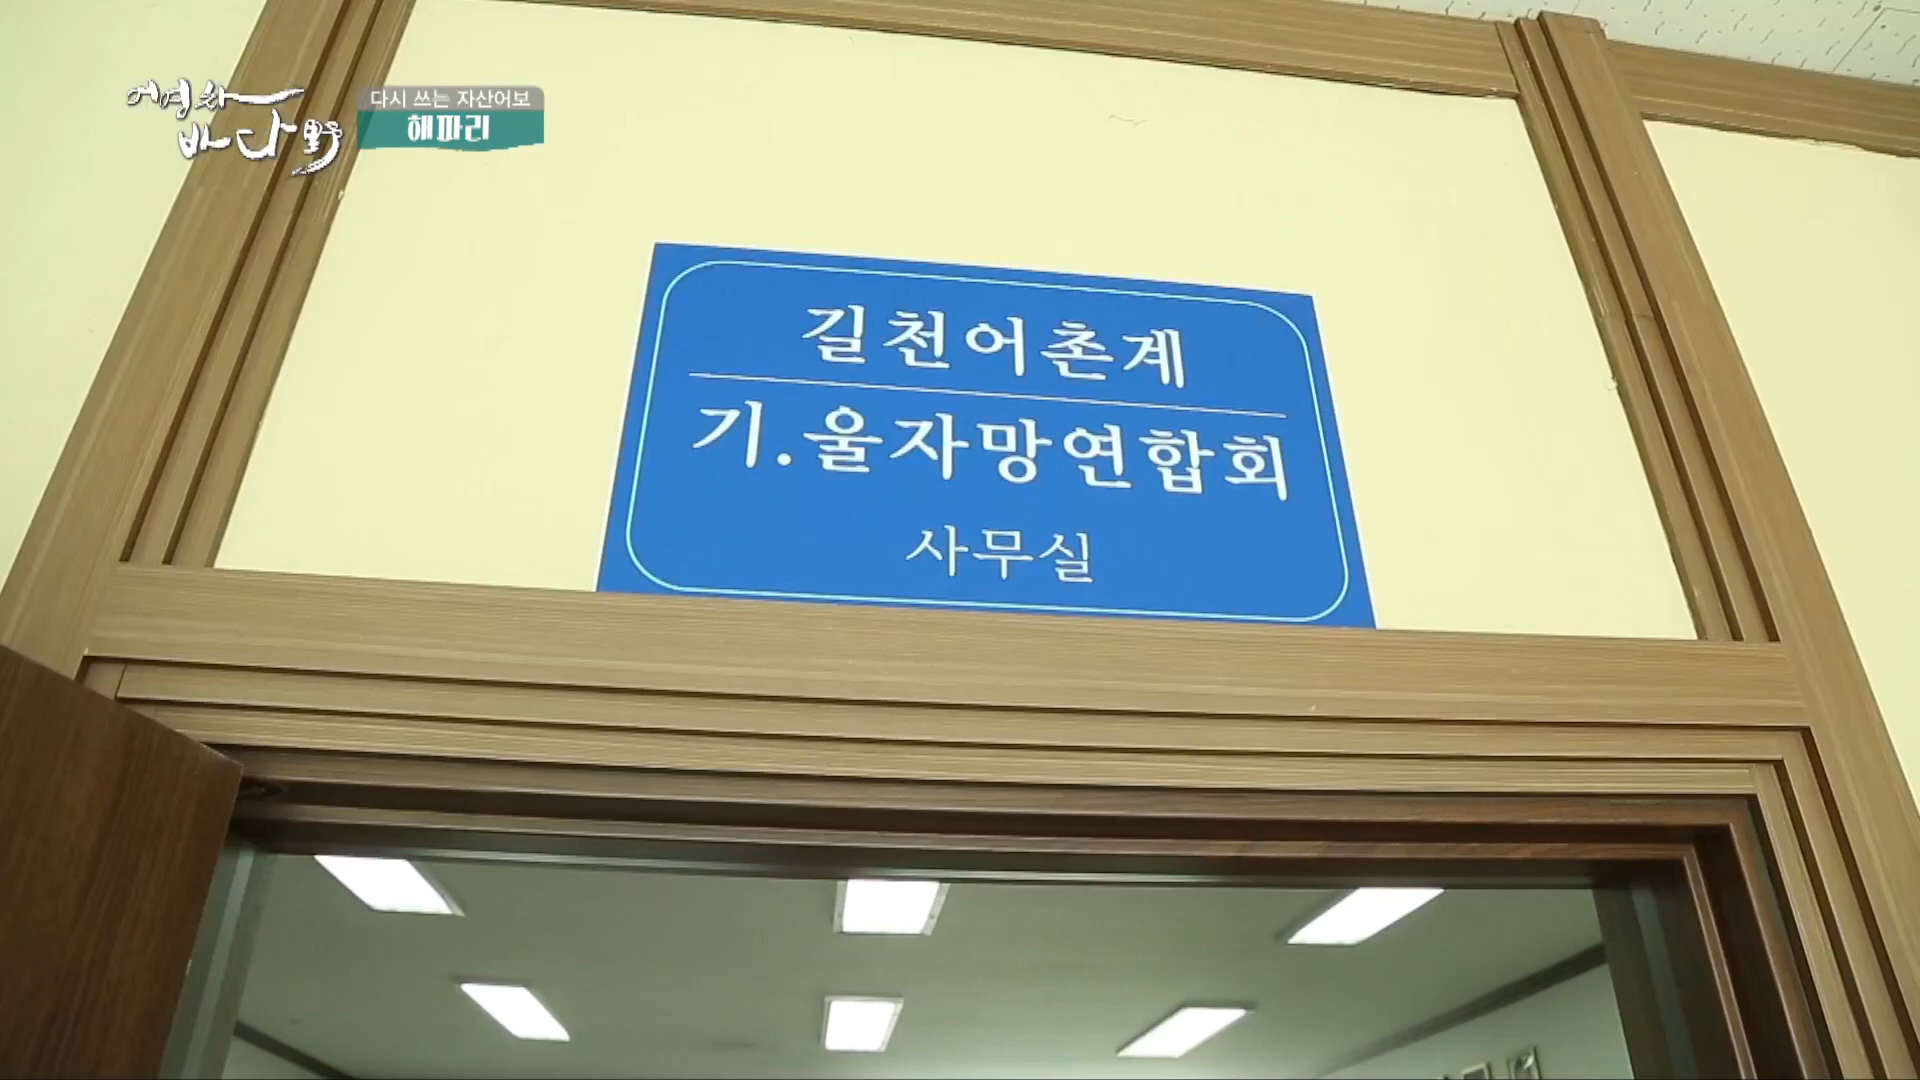 어영차
바다野
다시 쓰는 자산어보
해파리
길천어촌계
기.울자망연합회
사무실